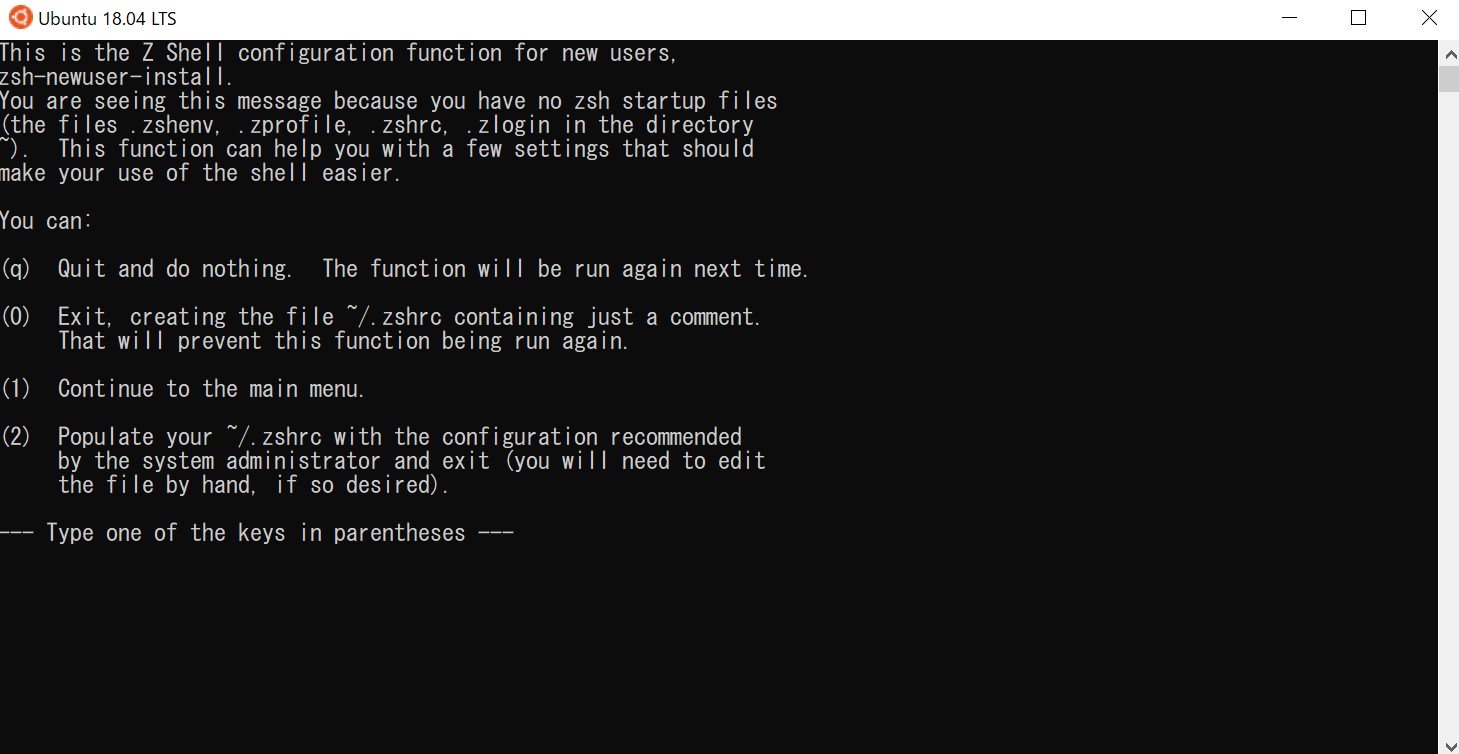 Ubuntu 18.04 LTS
This is the Z Shell configuration function for new users,
zsh-newuser-install.
You are seeing this message because you have no zsh startup files
(the files .zshenv, .zprofile, .zshrc, .zlogin in the directory
~).  This function can help you with a few settings that should
make your use of the shell easier.
You can:
(q)  Quit and do nothing.  The function will be run again next time.
(0)  Exit, creating the file ~/.zshrc containing just a comment.
That will prevent this function being run again.
(1)  Continue to the main menu.
(2)  Populate your ~/.zshrc with the configuration recommended
by the system administrator and exit (you will need to edit
the file by hand, if so desired).
--- Type one of the keys in parentheses ---